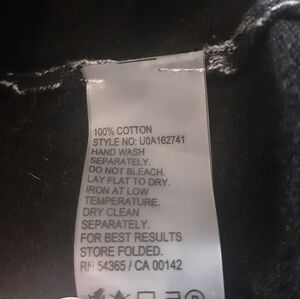 100% COTTON
STYLE NO: U0A162741
HAND WASH
SEPARATELY.
DO NOT BLEACH.
LAY FLAT TO DRY.
IRON AT LOW
TEMPERATURE.
DRY CLEAN
SEPARATELY.
FOR BEST RESULTS
STORE FOLDED.
RN 54365 / CA 00142